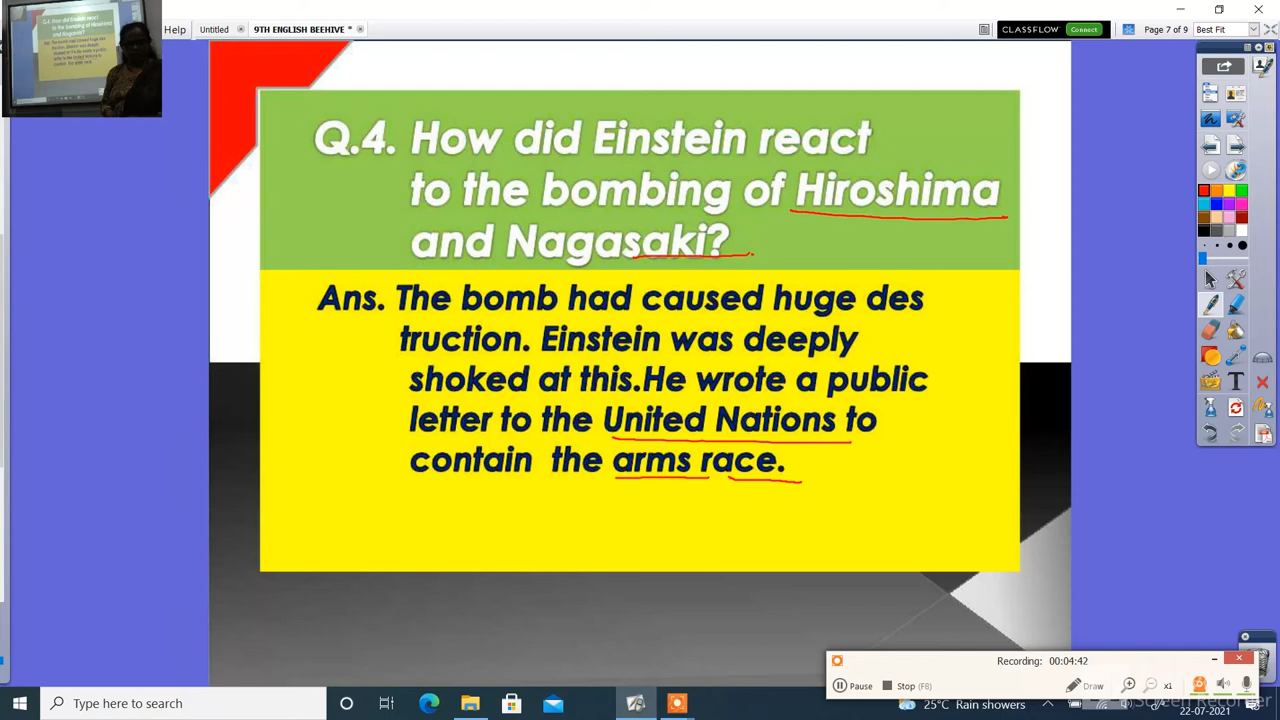 Help
Untitled
9TH ENGLISH BEEHIVE *
CLASSFLOW
Connect
Page 7 of 9
Best Fit
Q.4. How did Einstein react
to the bombing of Hiroshima
and Nagasaki?
Ans. The bomb had caused huge des
truction. Einstein was deeply
shoked at this.He wrote a public
letter to the United Nations to
contain the arms race.
Recording: 00:04:42
Pause
Stop (F8)
Draw
x1
Type here to search
25°C Rain showers
22-07-2021